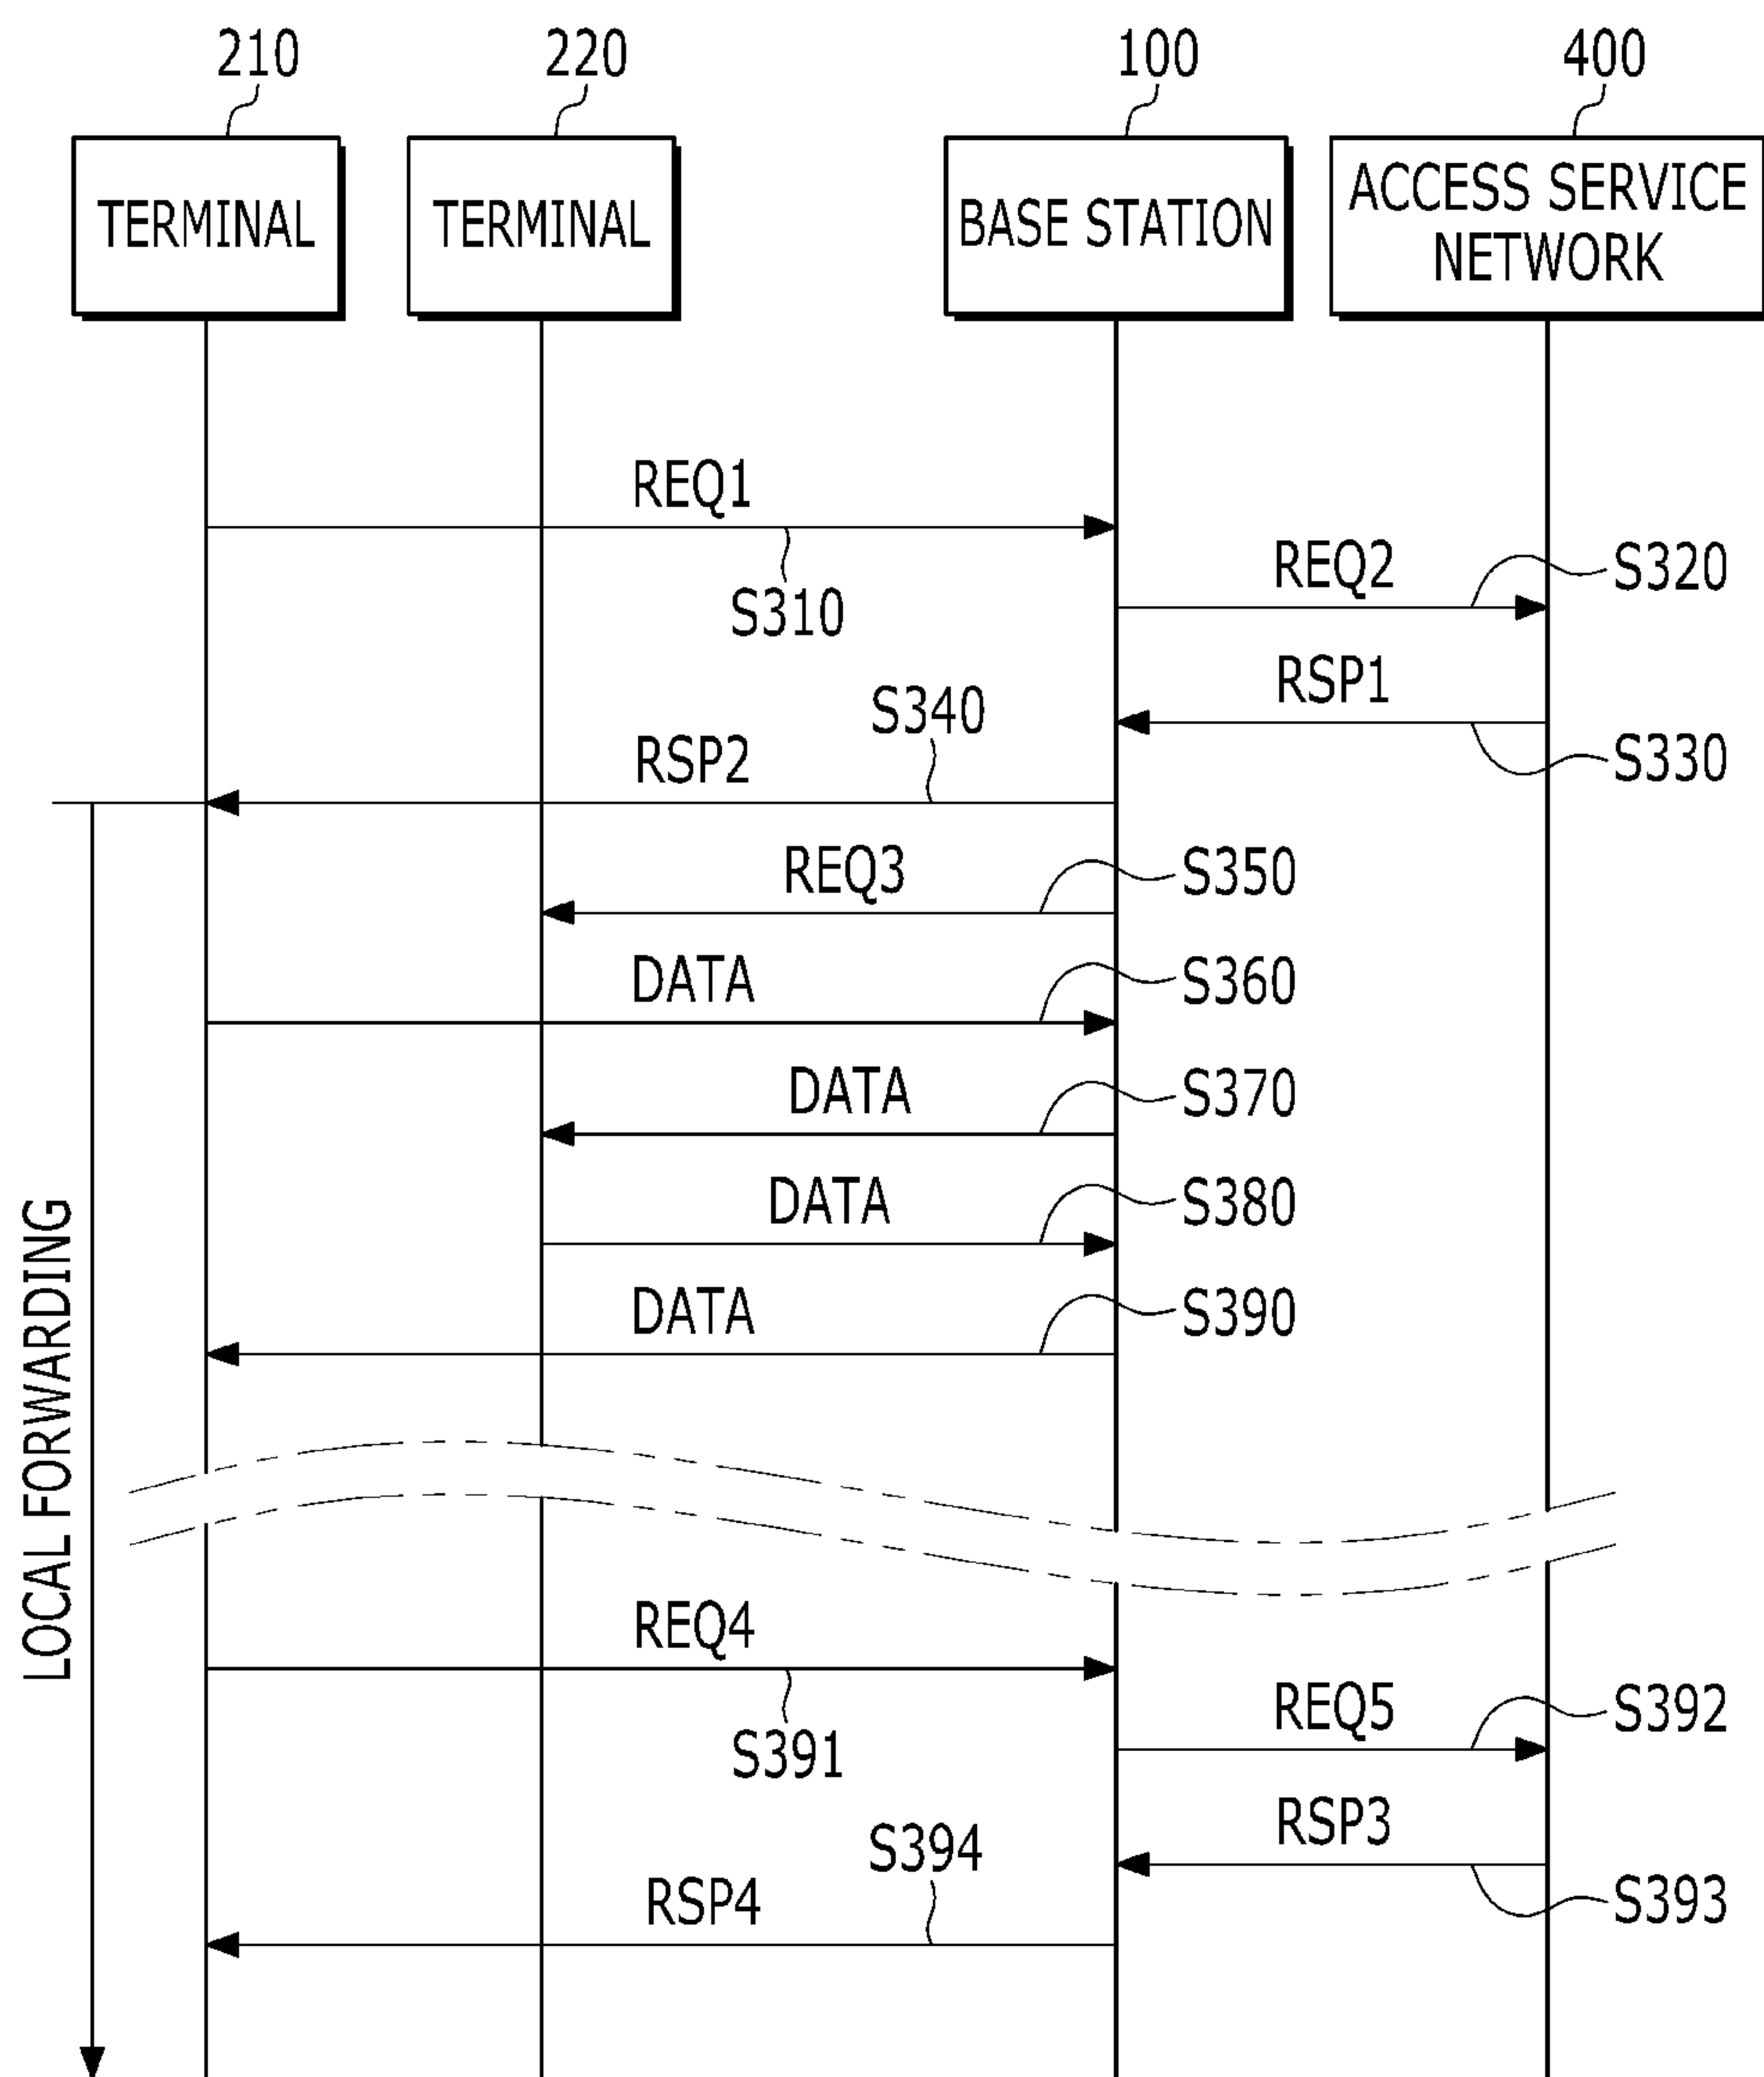 210
220
100
400
TERMINAL
TERMINAL
BASE STATION
ACCESS SERVICE
NETWORK
REQ1
S310
REQ2
S320
RSP1
S330
S340
RSP2
REQ3
S350
DATA
S360
DATA
S370
DATA
S380
DATA
S390
LOCAL FORWARDING
REQ4
S391
REQ5
S392
RSP3
S393
S394
RSP4